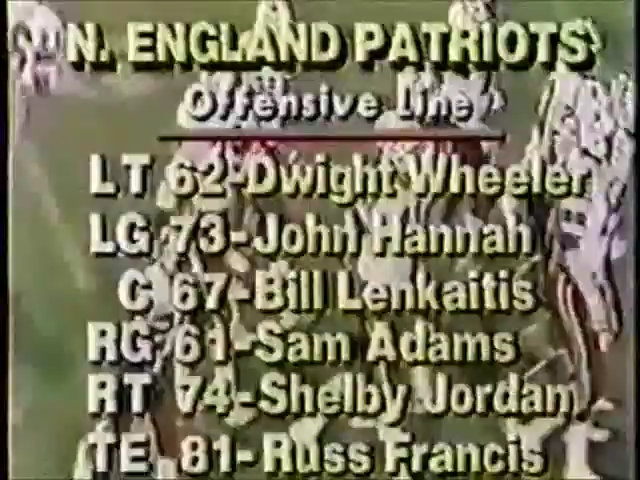 N. ENGLAND PATRIOTS
Offensive Line
LT 62-Dwight Wheeler
LG 73-John Hannah
C 67-Bill Lenkaitis
RG 61-Sam Adams
RT 74-Shelby Jordan
TE 81-Russ Francis